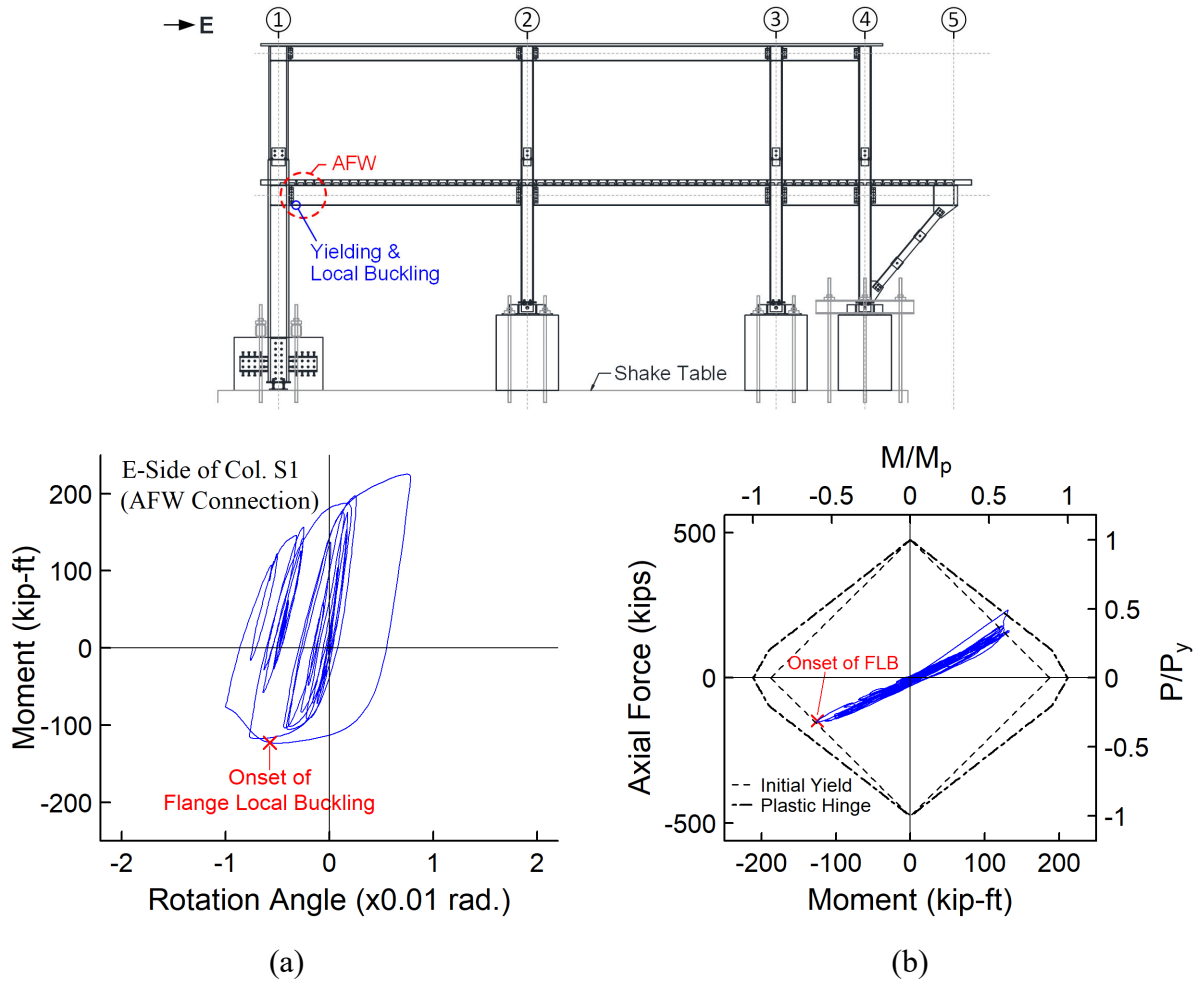 E
1
2
3
4
5
AFW
Yielding &
Local Buckling
Shake Table
E-Side of Col. S1
(AFW Connection)
200
100
0
-100
-200
Moment (kip-ft)
Onset of
Flange Local Buckling
-2
-1
0
1
2
Rotation Angle (x0.01 rad.)
(a)
M/Mp
-1
-0.5
0
0.5
1
500
0
-500
Axial Force (kips)
Onset of FLB
Initial Yield
Plastic Hinge
1
0.5
0
-0.5
-1
P/Py
-200
-100
0
100
200
Moment (kip-ft)
(b)